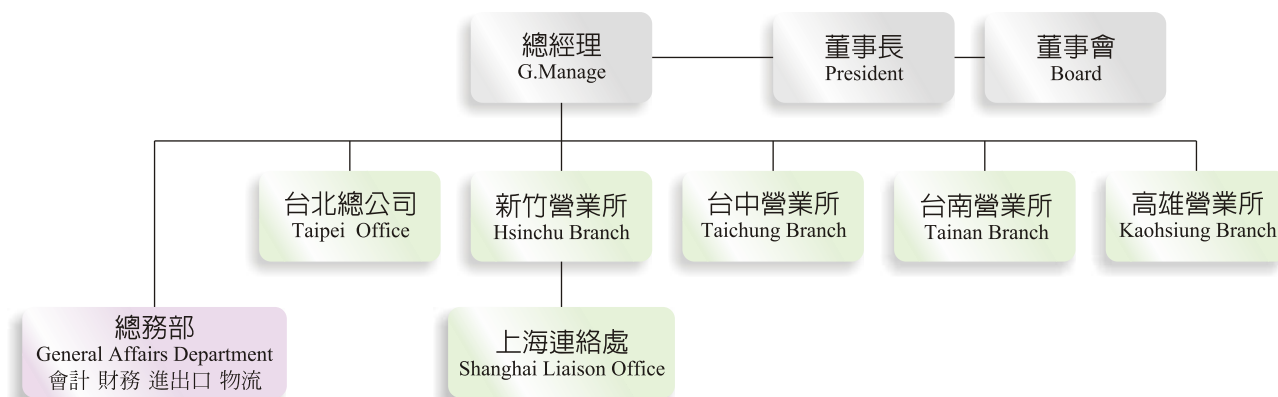 總經理
G.Manage
董事長
President
董事會
Board
台北總公司
Taipei Office
新竹營業所
Hsinchu Branch
台中營業所
Taichung Branch
台南營業所
Tainan Branch
高雄營業所
Kaohsiung Branch
總務部
General Affairs Department
會計 財務 進出口 物流
上海連絡處
Shanghai Liaison Office